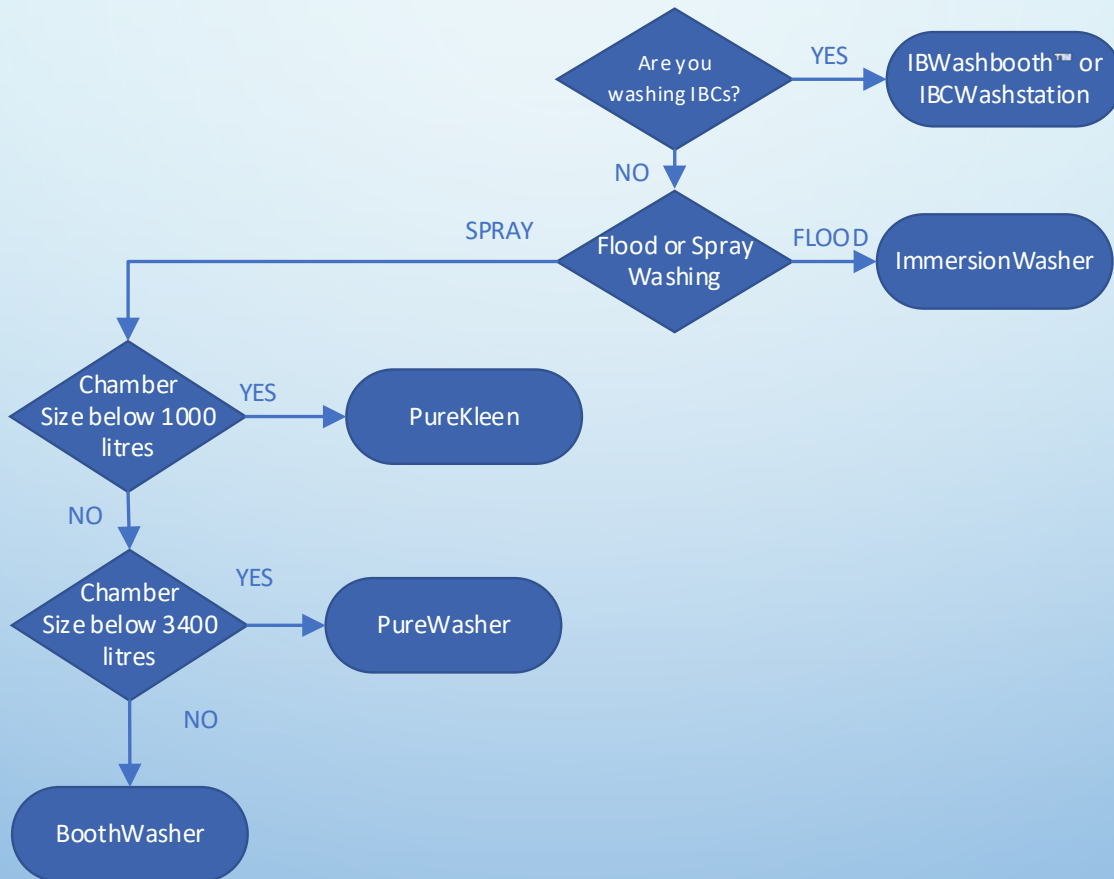 Are you
washing IBCs?
YES
IBWashbooth™ or
IBCWashstation
NO
SPRAY
Flood or Spray
Washing
FLOOD
ImmersionWasher
Chamber
Size below 1000
litres
YES
PureKleen
NO
Chamber
Size below 3400
litres
YES
PureWasher
NO
BoothWasher